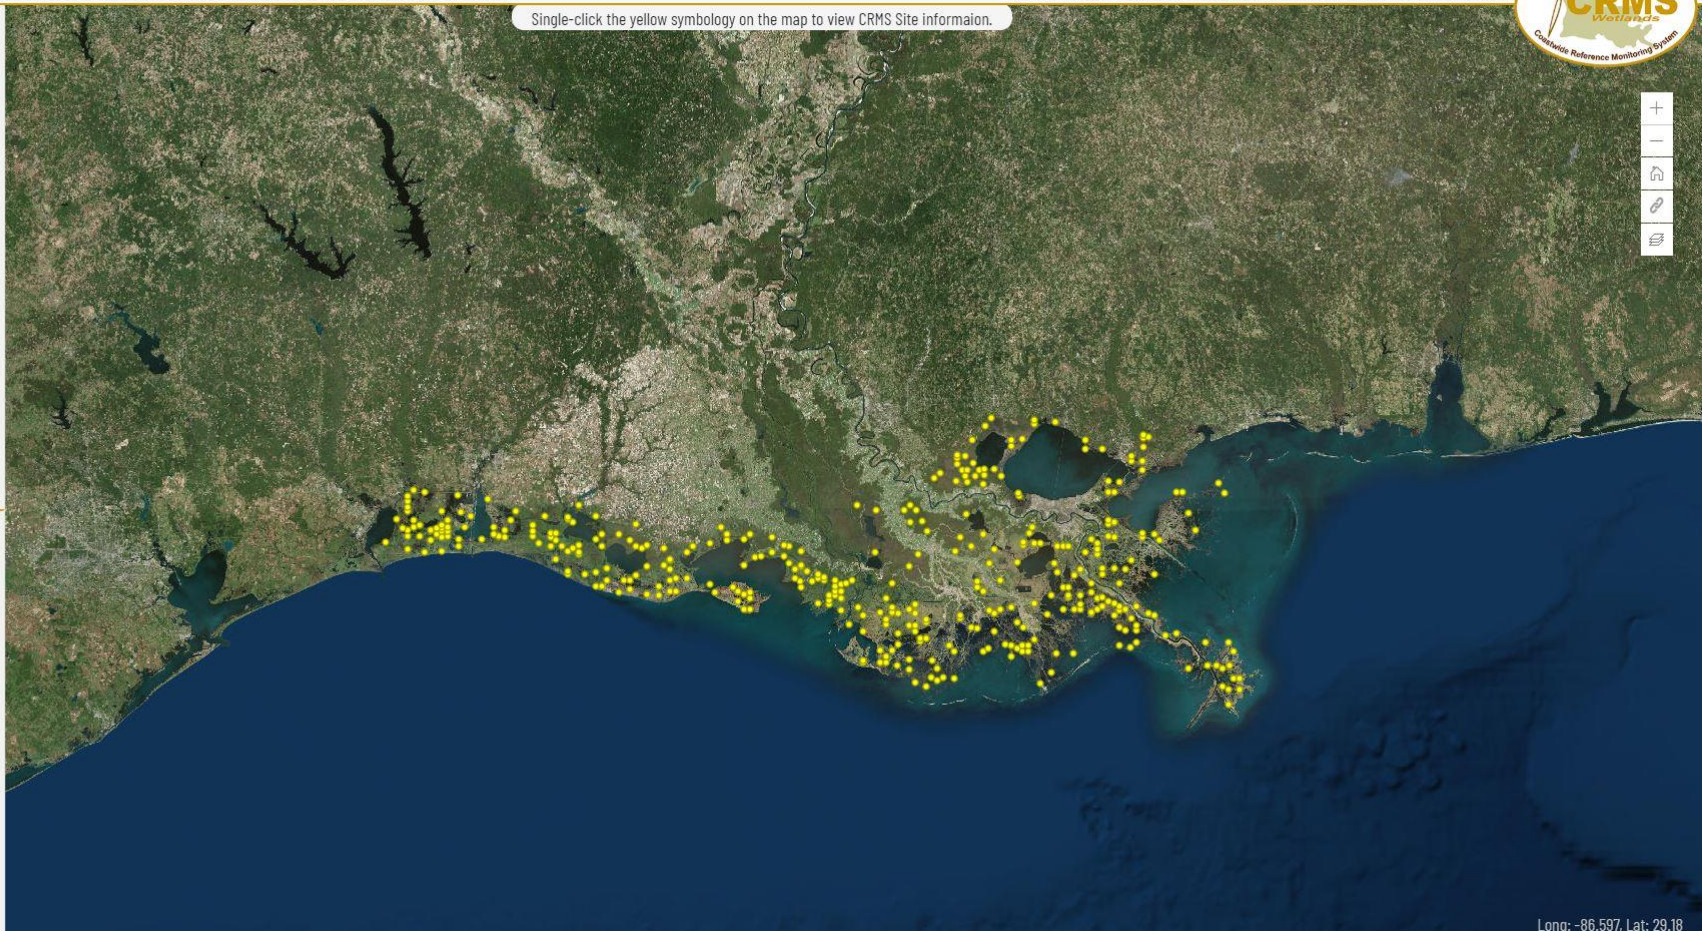 Single-click the yellow symbology on the map to view CRMS Site informaion.
CRMS
Wetlands
Coastwide Reference Monitoring System
Long: -86.597, Lat: 29.18